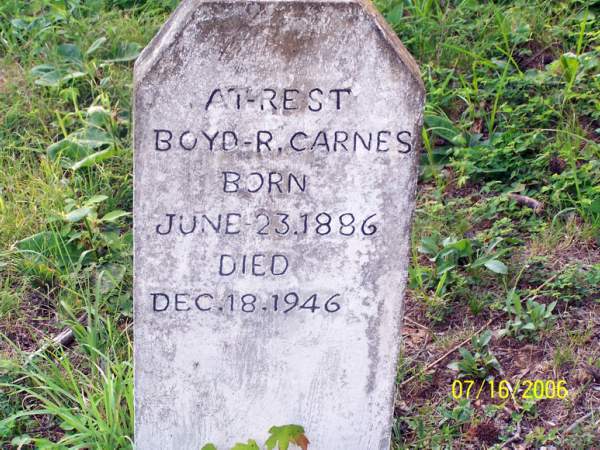 AT-REST
BOYD-R. CARNES
BORN
JUNE-23.1886
DIED
DEC.18.1946
07/16/2006